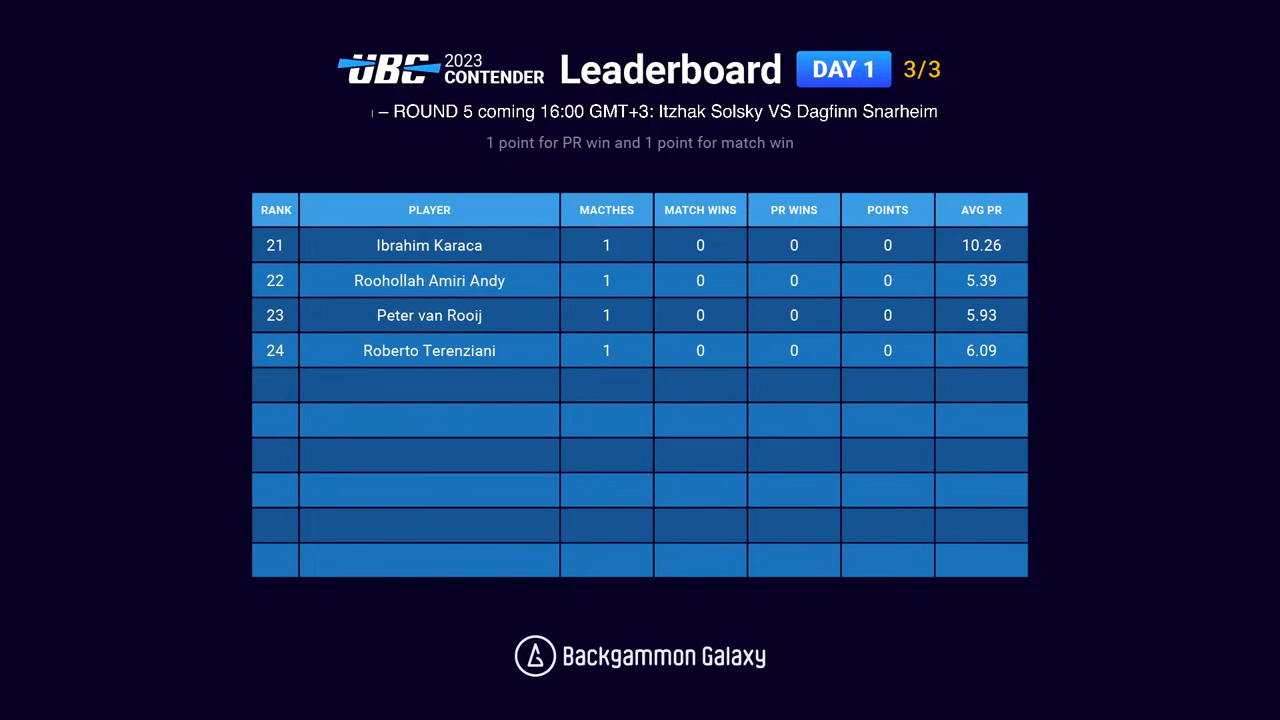 UBC 2023 CONTENDER Leaderboard DAY 1 3/3
– ROUND 5 coming 16:00 GMT+3: Itzhak Solsky VS Dagfinn Snarheim
1 point for PR win and 1 point for match win
RANK PLAYER MACTHES MATCH WINS PR WINS POINTS AVG PR
21 Ibrahim Karaca 1 0 0 0 10.26
22 Roohollah Amiri Andy 1 0 0 0 5.39
23 Peter van Rooij 1 0 0 0 5.93
24 Roberto Terenziani 1 0 0 0 6.09
Backgammon Galaxy